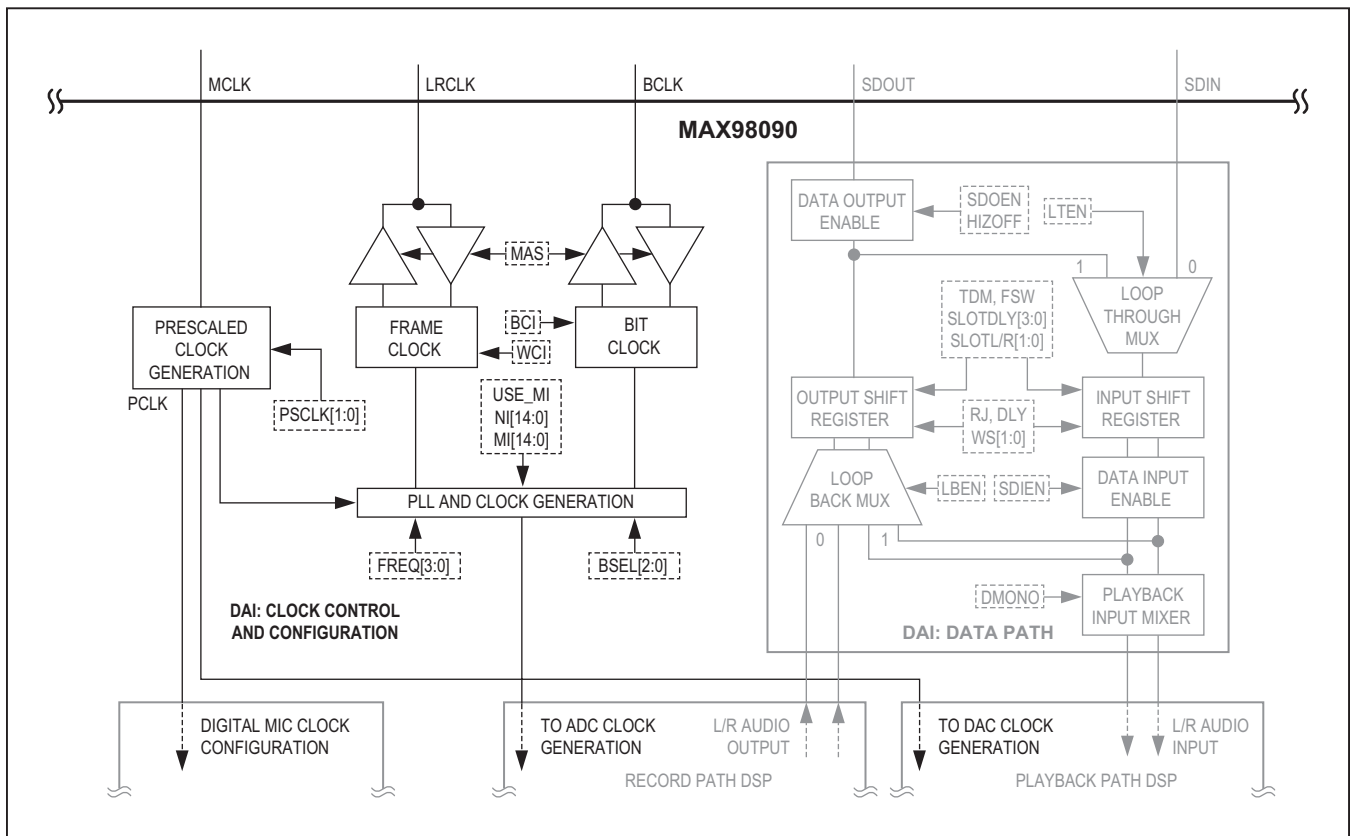 MCLK
LRCLK
BCLK
SDOUT
SDIN
MAX98090
DATA OUTPUT
ENABLE
SDOEN
HIZOFF
LTEN
MAS
1
0
LOOP
THROUGH
MUX
TDM, FSW
SLOTDLY[3:0]
SLOTL/R[1:0]
PRESCALED
CLOCK
GENERATION
FRAME
CLOCK
BCI
WCI
BIT
CLOCK
PCLK
PSCLK[1:0]
USE_MI
NI[14:0]
MI[14:0]
OUTPUT SHIFT
REGISTER
RJ, DLY
WS[1:0]
INPUT SHIFT
REGISTER
LOOP
BACK MUX
LBEN
SDIEN
DATA INPUT
ENABLE
PLL AND CLOCK GENERATION
0
1
FREQ[3:0]
BSEL[2:0]
DMONO
PLAYBACK
INPUT MIXER
DAI: CLOCK CONTROL
AND CONFIGURATION
DAI: DATA PATH
DIGITAL MIC CLOCK
CONFIGURATION
TO ADC CLOCK
GENERATION
L/R AUDIO
OUTPUT
RECORD PATH DSP
TO DAC CLOCK
GENERATION
L/R AUDIO
INPUT
PLAYBACK PATH DSP